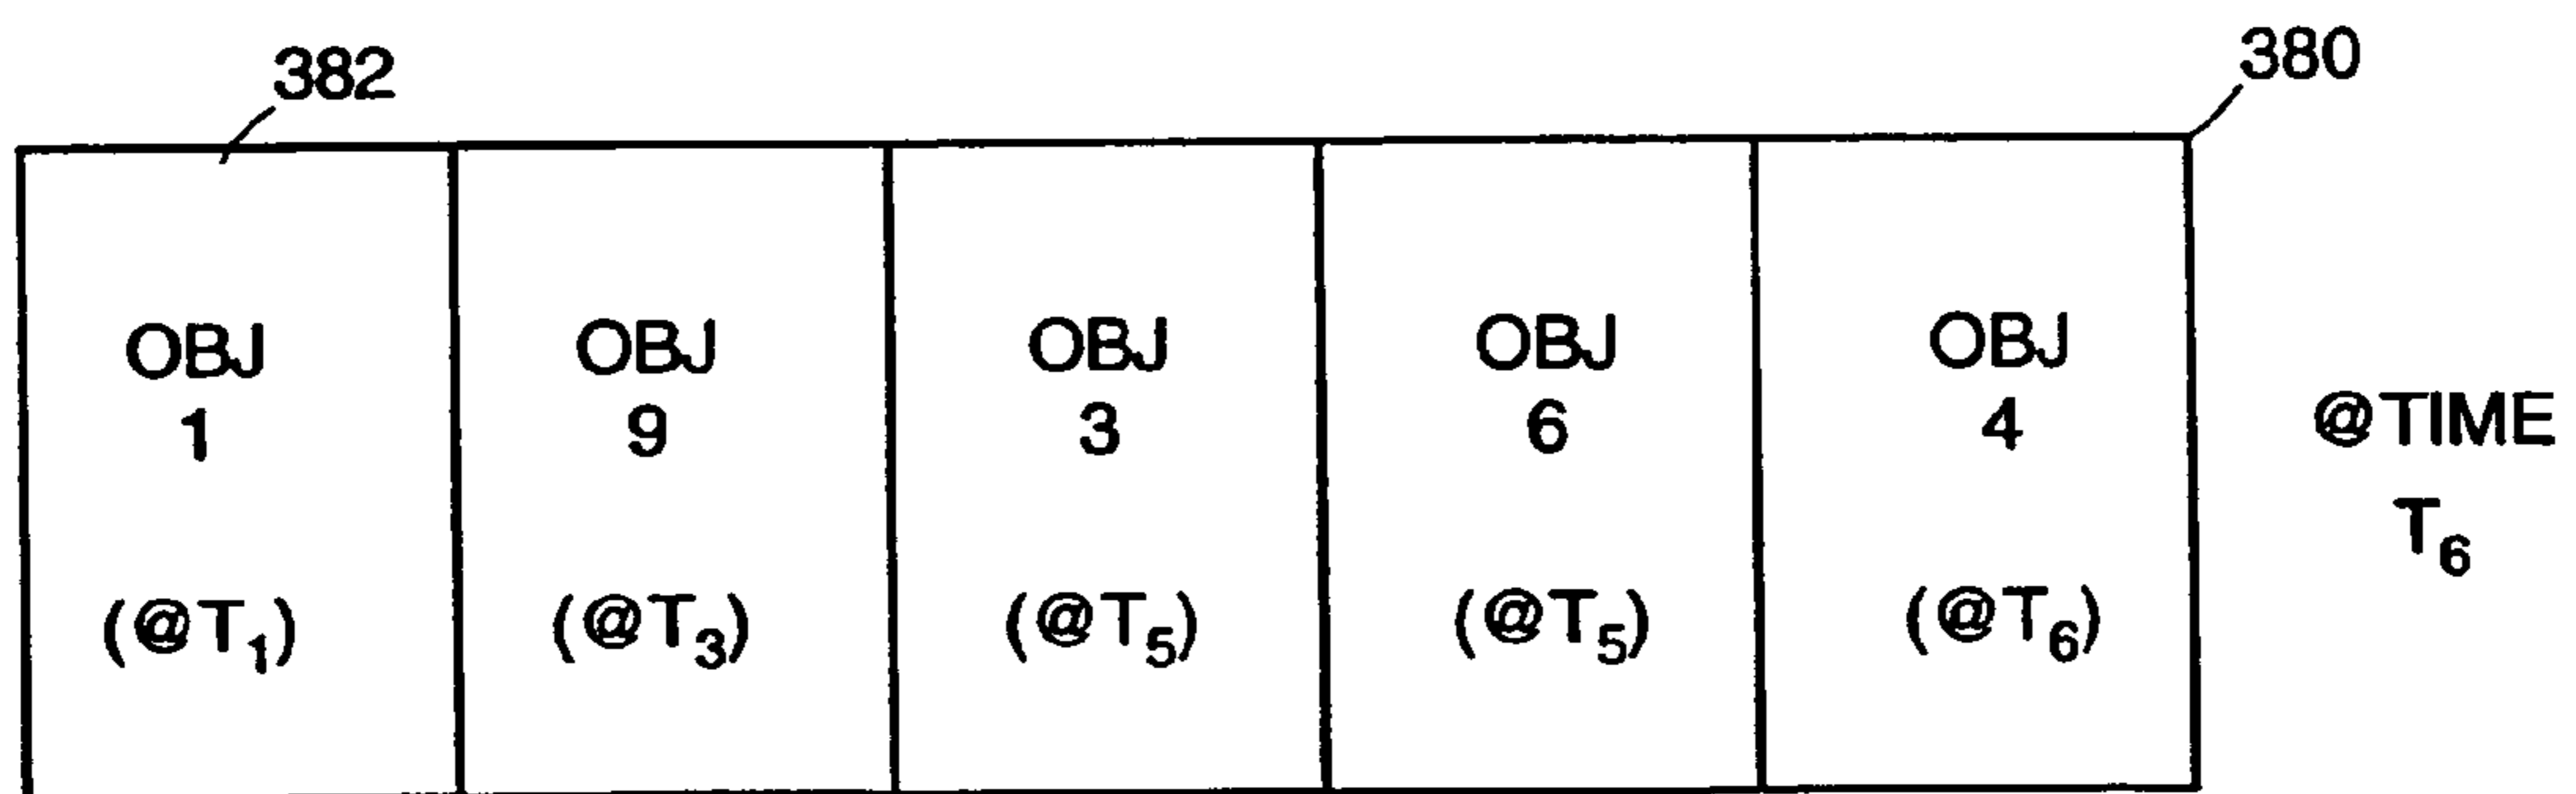 382
380
OBJ
1
(@T₁)
OBJ
9
(@T₃)
OBJ
3
(@T₅)
OBJ
6
(@T₅)
OBJ
4
(@T₆)
@TIME
T₆